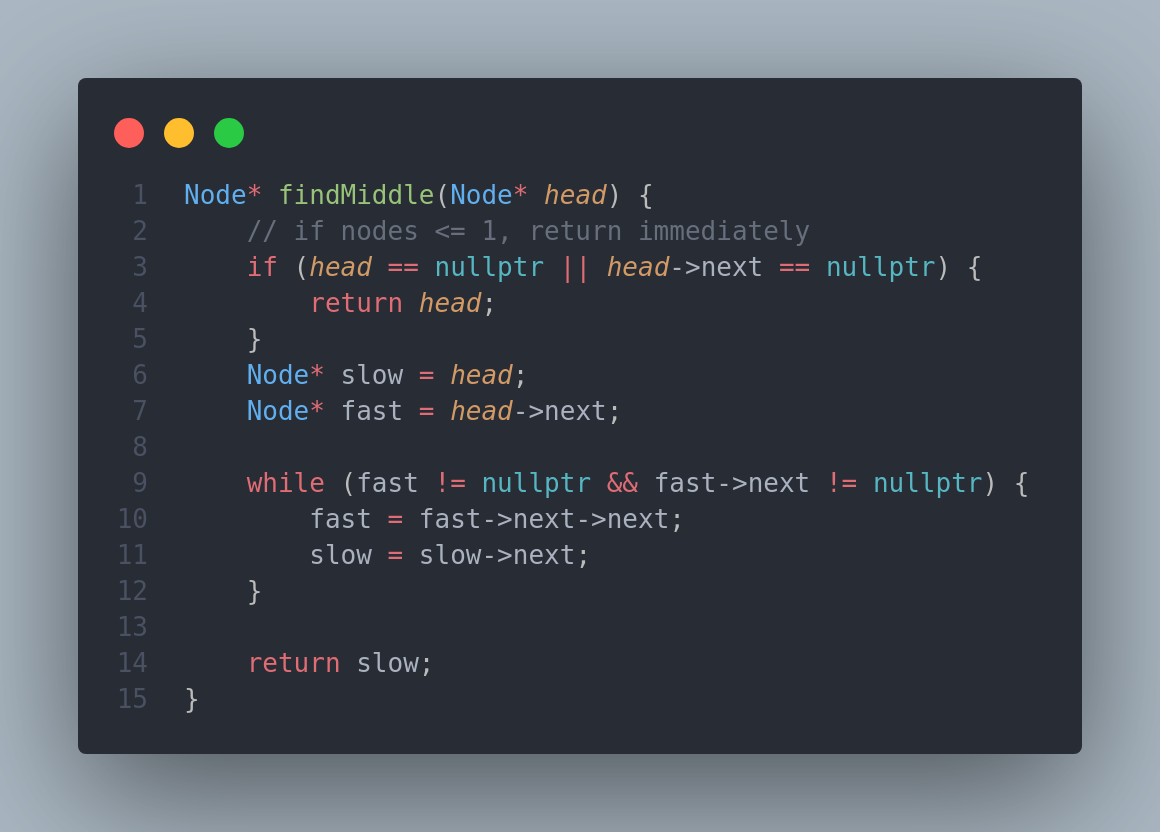 1 Node* findMiddle(Node* head) {
2     // if nodes <= 1, return immediately
3     if (head == nullptr || head->next == nullptr) {
4         return head;
5     }
6     Node* slow = head;
7     Node* fast = head->next;
8
9     while (fast != nullptr && fast->next != nullptr) {
10         fast = fast->next->next;
11         slow = slow->next;
12     }
13
14     return slow;
15 }